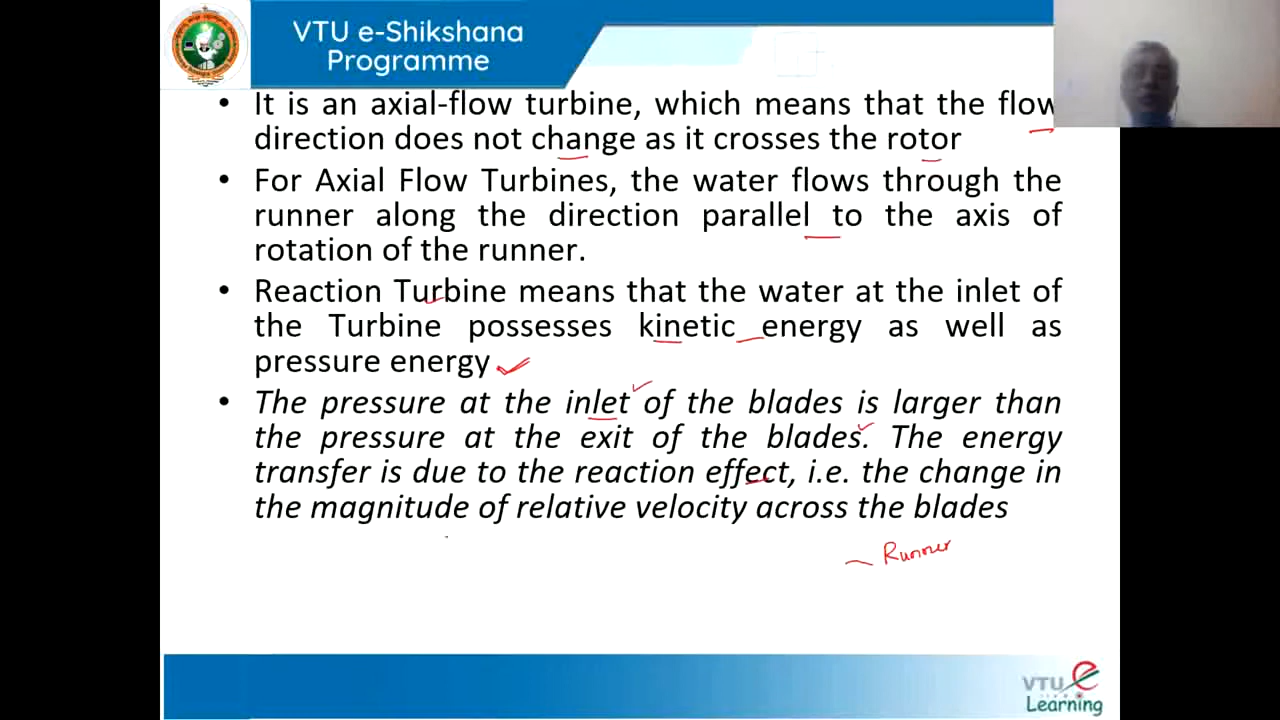 VTU e-Shikshana
Programme
• It is an axial-flow turbine, which means that the flow
direction does not change as it crosses the rotor
• For Axial Flow Turbines, the water flows through the
runner along the direction parallel to the axis of
rotation of the runner.
• Reaction Turbine means that the water at the inlet of
the Turbine possesses kinetic energy as well as
pressure energy
• The pressure at the inlet of the blades is larger than
the pressure at the exit of the blades. The energy
transfer is due to the reaction effect, i.e. the change in
the magnitude of relative velocity across the blades
Runner
VTU e
Learning